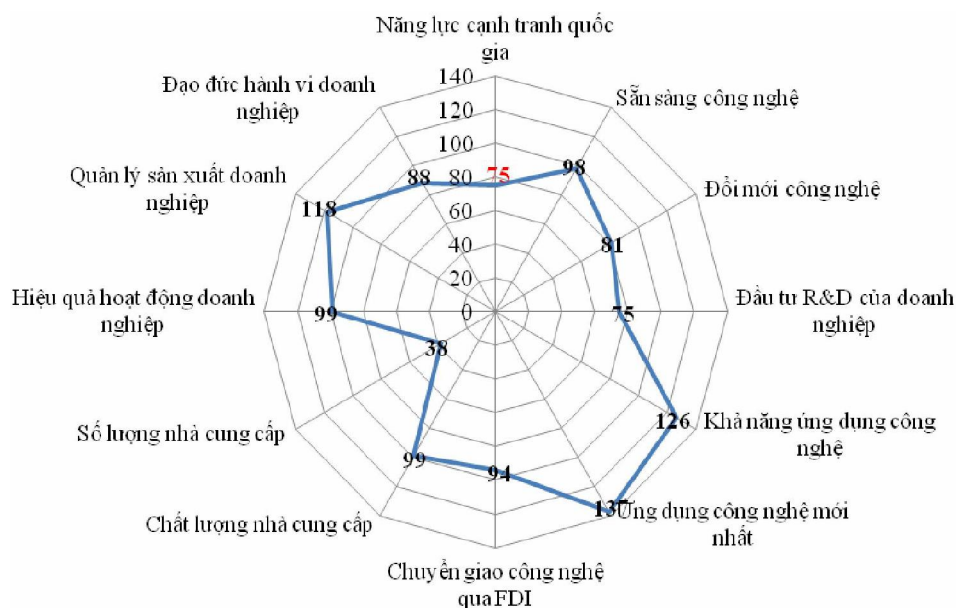 Năng lực cạnh tranh quốc
gia
Sẵn sàng công nghệ
Đổi mới công nghệ
Đầu tư R&D của doanh
nghiệp
Khả năng ứng dụng công
nghệ
Ứng dụng công nghệ mới
nhất
Chuyển giao công nghệ
qua FDI
Chất lượng nhà cung cấp
Số lượng nhà cung cấp
Hiệu quả hoạt động doanh
nghiệp
Quản lý sản xuất doanh
nghiệp
Đạo đức hành vi doanh
nghiệp
140
120
100
80
60
40
20
0
75
98
81
75
126
137
94
99
38
99
118
88